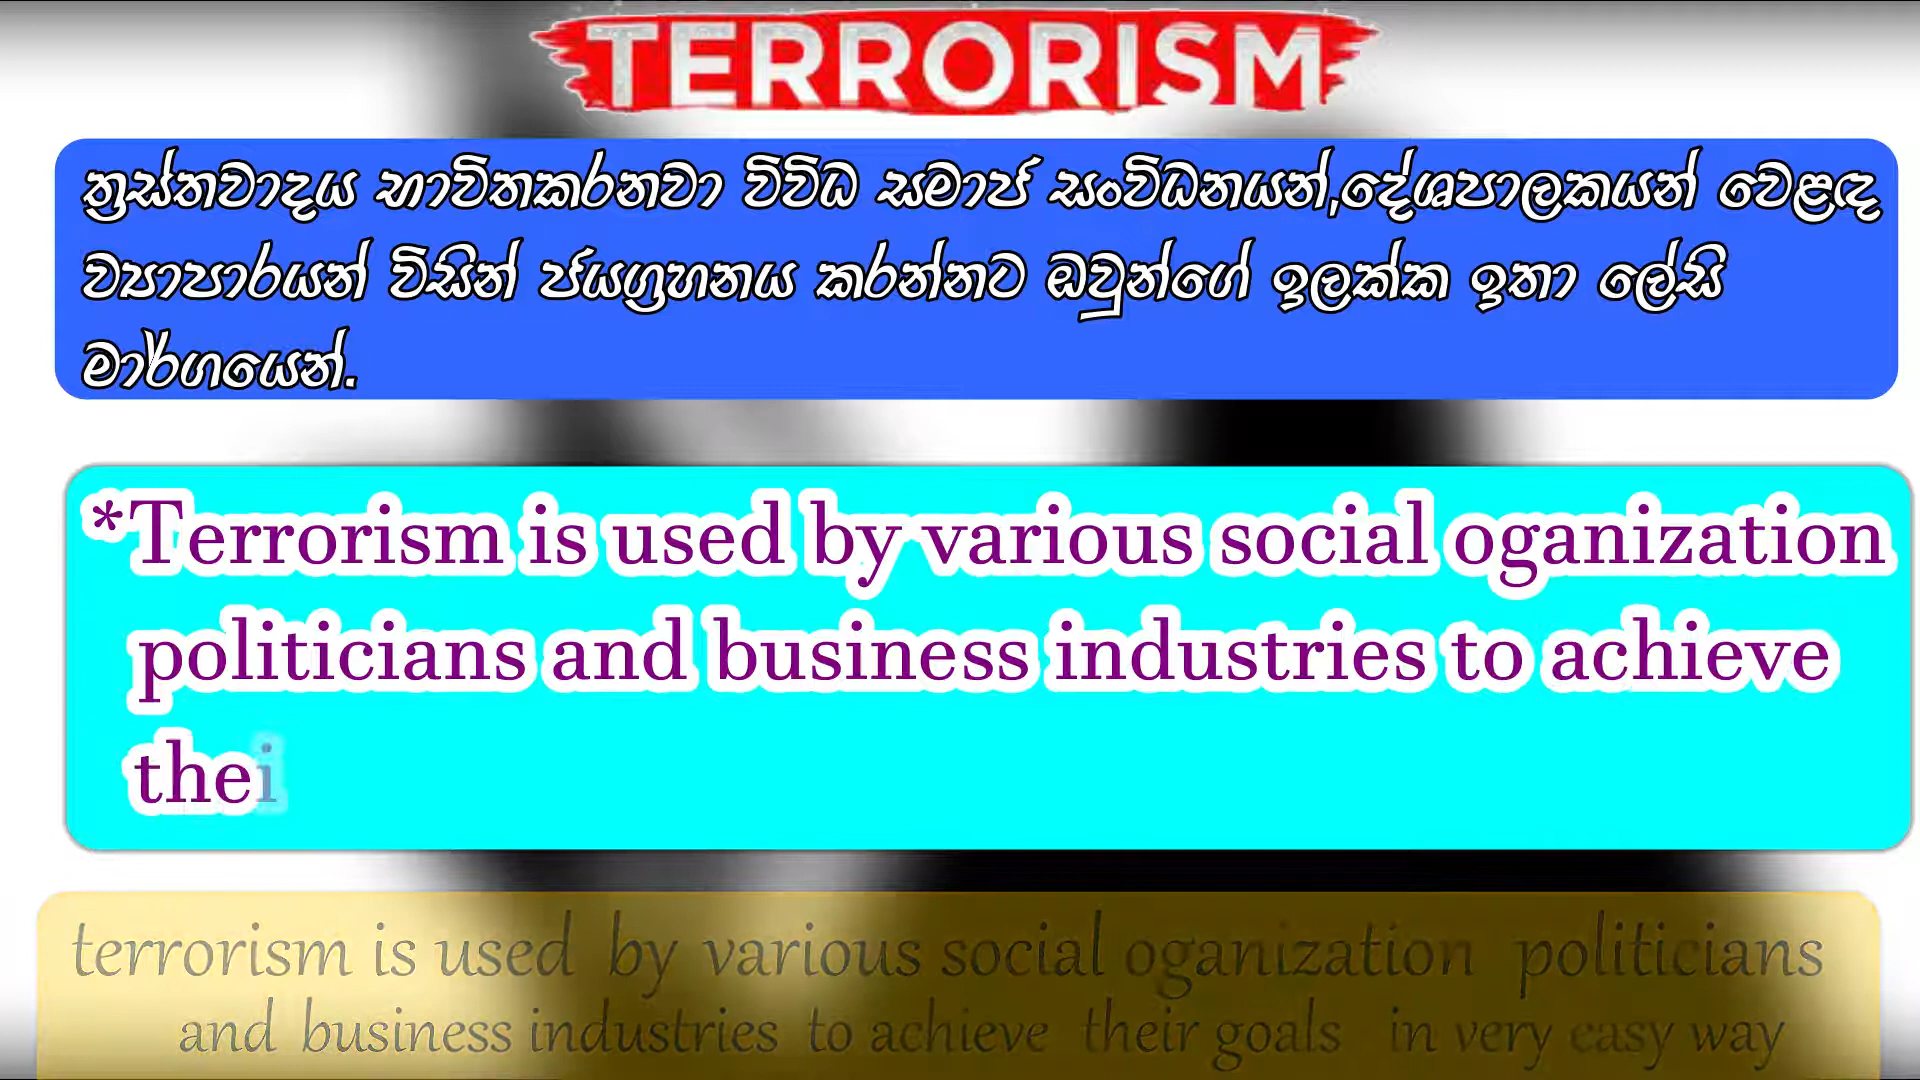 TERRORISM
ත්‍රස්තවාදය භාවිතකරනවා විවිධ සමාජ සංවිධනයන්,දේශපාලකයන් වෙළඳ
ව්‍යාපාරයන් විසින් ජයග්‍රහනය කරන්නට ඔවුන්ගේ ඉලක්ක ඉතා ලේසි
මාර්ගයෙන්.
*Terrorism is used by various social oganization
politicians and business industries to achieve
thei
terrorism is used by various social oganization politicians
and business industries to achieve their goals in very easy way